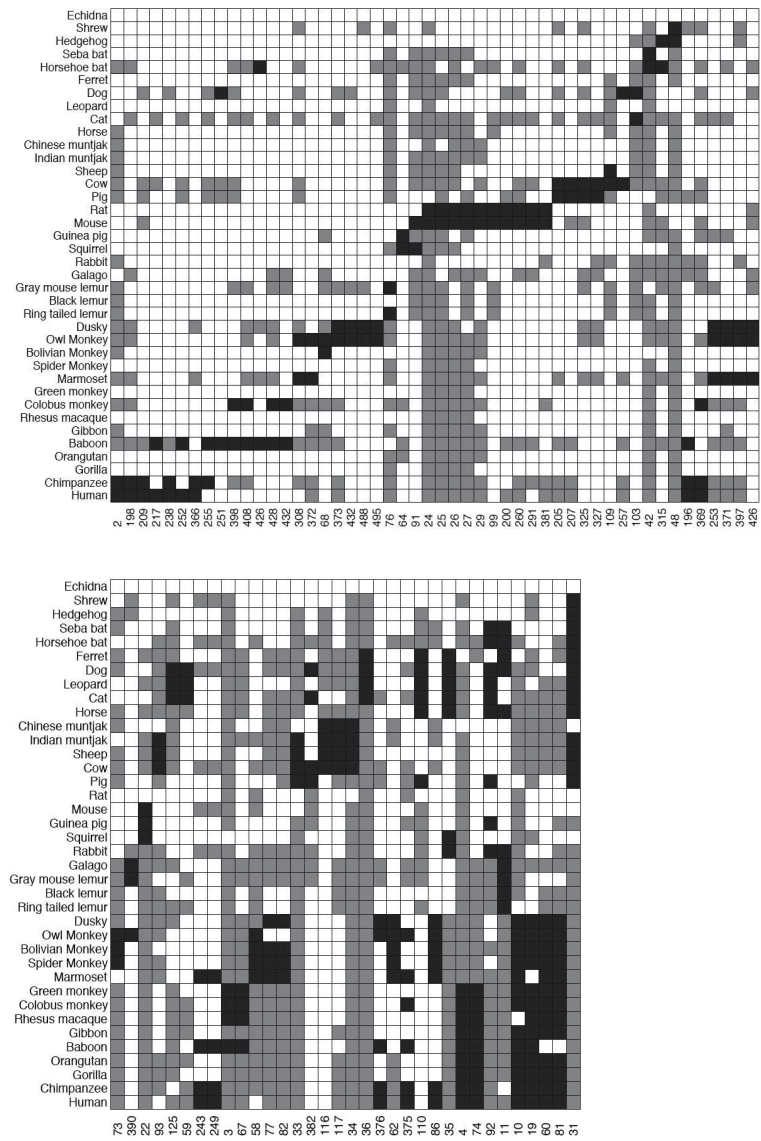 Echidna
Shrew
Hedgehog
Seba bat
Horsehoe bat
Ferret
Dog
Leopard
Cat
Horse
Chinese muntjak
Indian muntjak
Sheep
Cow
Pig
Rat
Mouse
Guinea pig
Squirrel
Rabbit
Galago
Gray mouse lemur
Black lemur
Ring tailed lemur
Dusky
Owl Monkey
Bolivian Monkey
Spider Monkey
Marmoset
Green monkey
Colobus monkey
Rhesus macaque
Gibbon
Baboon
Orangutan
Gorilla
Chimpanzee
Human
2 198 209 217 238 252 366 255 251 398 408 426 428 432 308 372 68 373 432 488 495 76 64 91 24 25 26 27 29 99 200 260 291 381 205 207 325 327 109 257 103 42 315 48 196 369 253 371 397 426
Echidna
Shrew
Hedgehog
Seba bat
Horsehoe bat
Ferret
Dog
Leopard
Cat
Horse
Chinese muntjak
Indian muntjak
Sheep
Cow
Pig
Rat
Mouse
Guinea pig
Squirrel
Rabbit
Galago
Gray mouse lemur
Black lemur
Ring tailed lemur
Dusky
Owl Monkey
Bolivian Monkey
Spider Monkey
Marmoset
Green monkey
Colobus monkey
Rhesus macaque
Gibbon
Baboon
Orangutan
Gorilla
Chimpanzee
Human
73 390 22 93 125 59 243 249 3 67 58 77 82 33 382 116 117 34 36 376 62 375 110 86 35 4 74 92 11 10 19 60 81 31